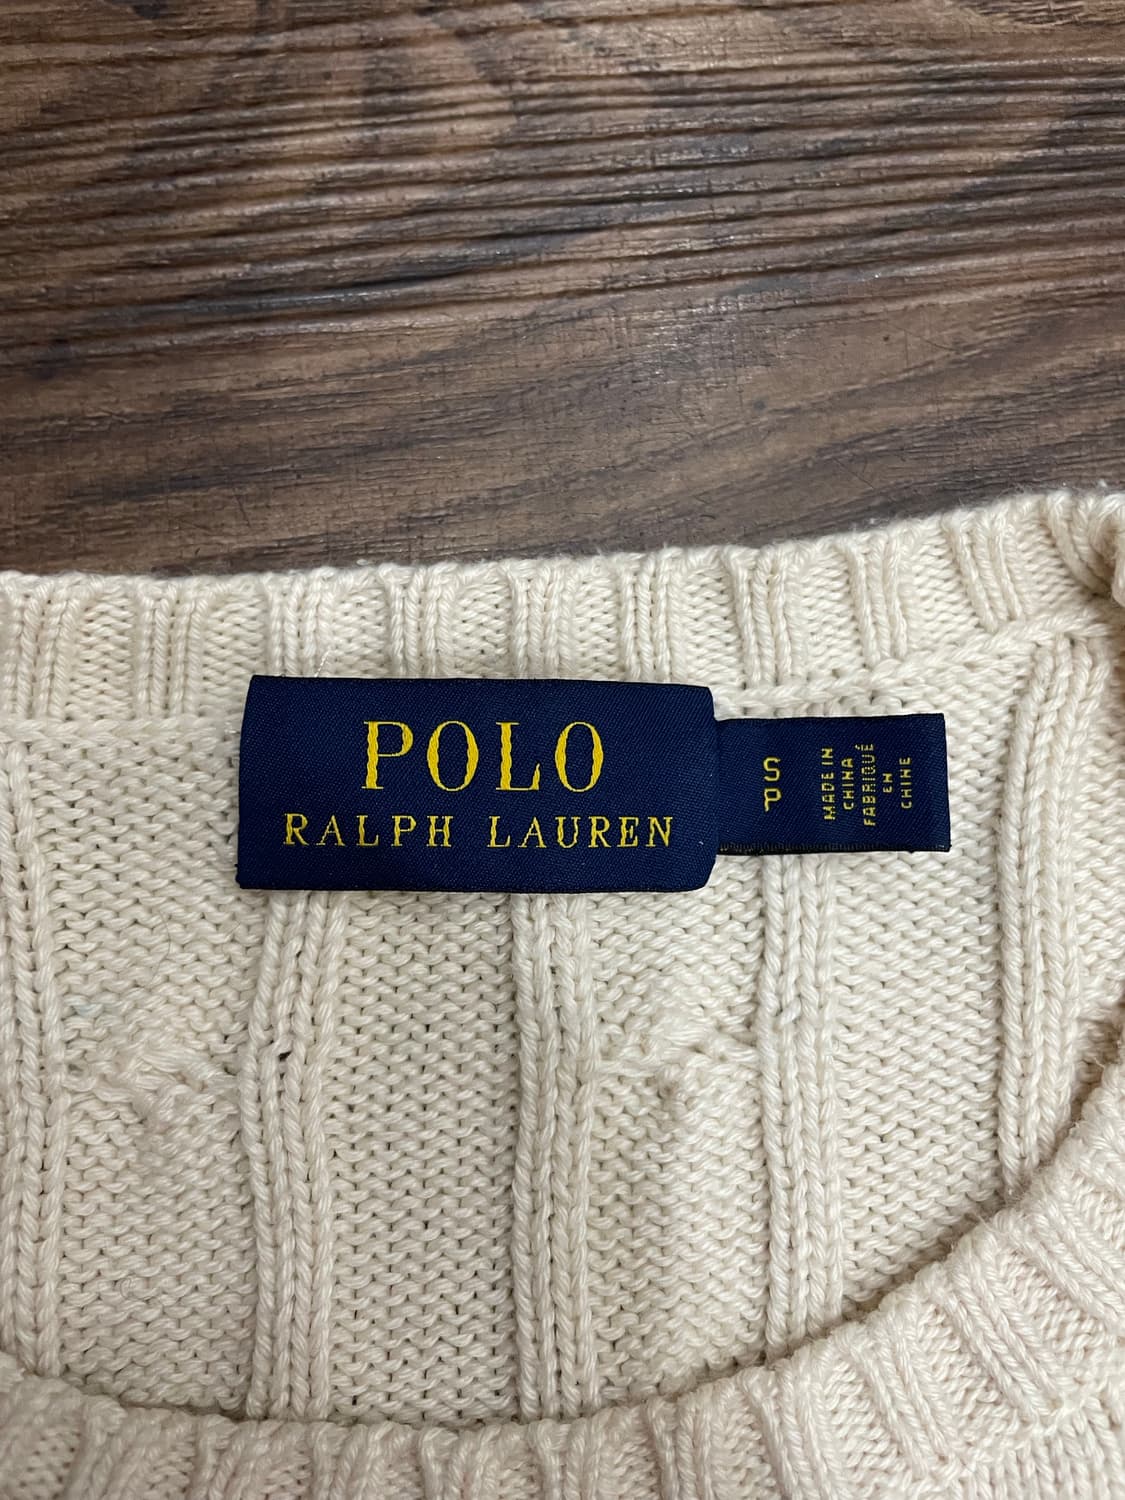 POLO
RALPH LAUREN
S
P
MADE IN
CHINA
FABRIQUÉ
EN
CHINE